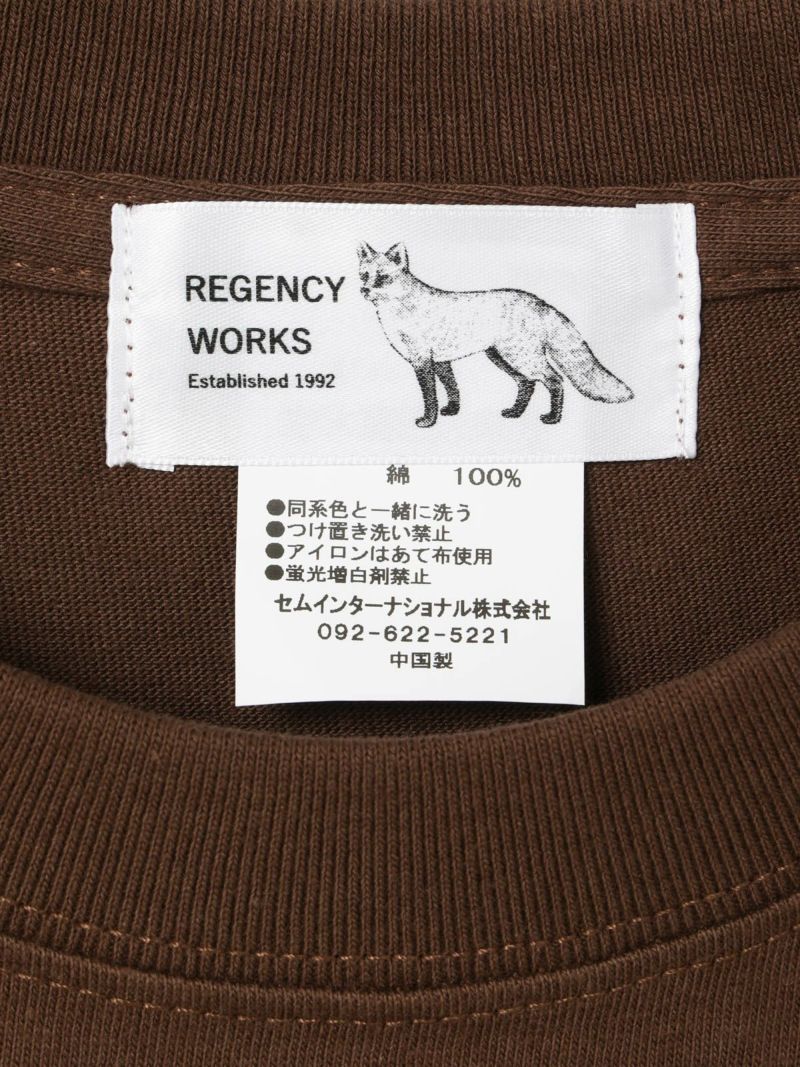 REGENCY
WORKS
Established 1992
綿 100%
●同系色と一緒に洗う
●つけ置き洗い禁止
●アイロンはあて布使用
●蛍光増白剤禁止
セムインターナショナル株式会社
092-622-5221
中国製